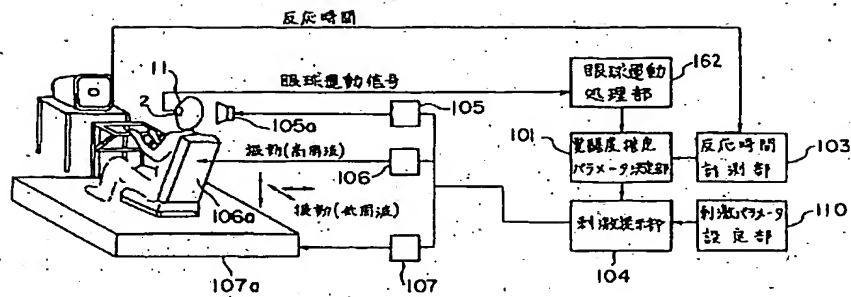 反応時間
11
2
眼球運動信号
眼球運動
処理部
162
105
105a
101
覚醒度推定
パラメータ決定部
反応時間
計測部
103
振動(高周波)
106
106a
振動(低周波)
刺激提示部
刺激パラメータ
設定部
110
107a
107
104